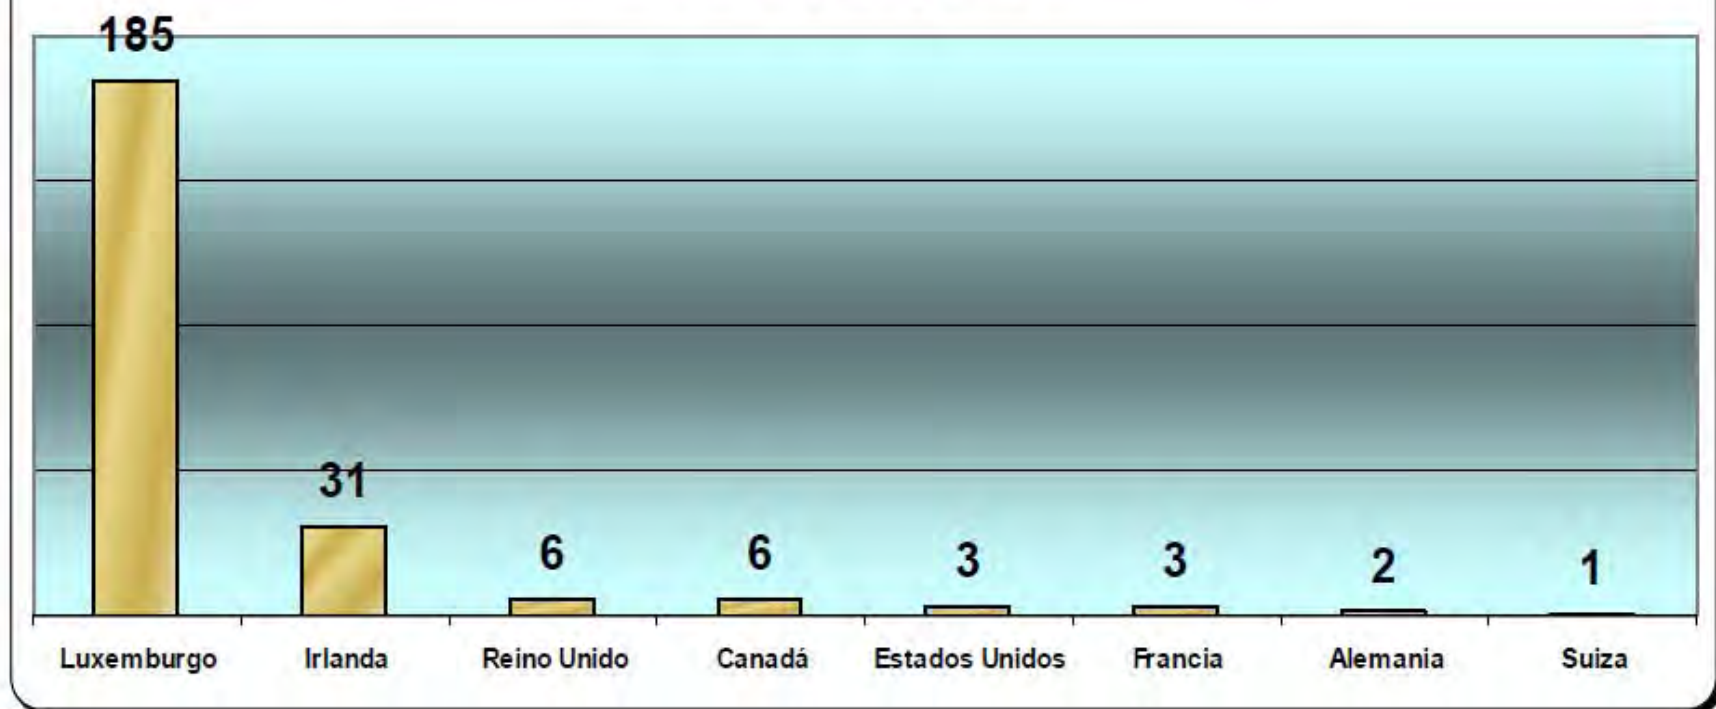 185
31
6 6 3 3 2 1
Luxemburgo Irlanda Reino Unido Canadá Estados Unidos Francia Alemania Suiza